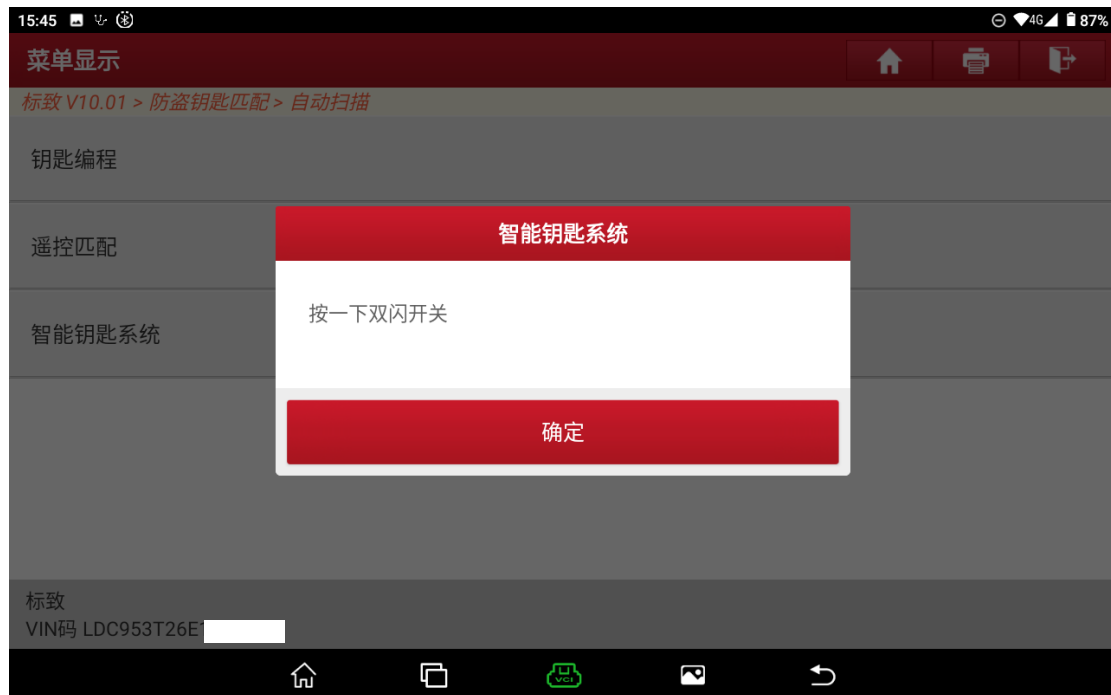 15:45
4G 87%
菜单显示
标致 V10.01 > 防盗钥匙匹配 > 自动扫描
钥匙编程
遥控匹配
智能钥匙系统
智能钥匙系统
按一下双闪开关
确定
标致
VIN码 LDC953T26E
VCI